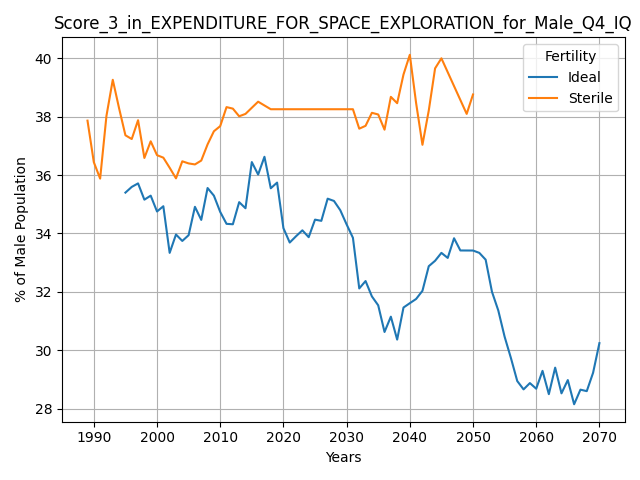 Score_3_in_EXPENDITURE_FOR_SPACE_EXPLORATION_for_Male_Q4_IQ
Fertility
Ideal
Sterile
% of Male Population
40
38
36
34
32
30
28
1990
2000
2010
2020
2030
2040
2050
2060
2070
Years